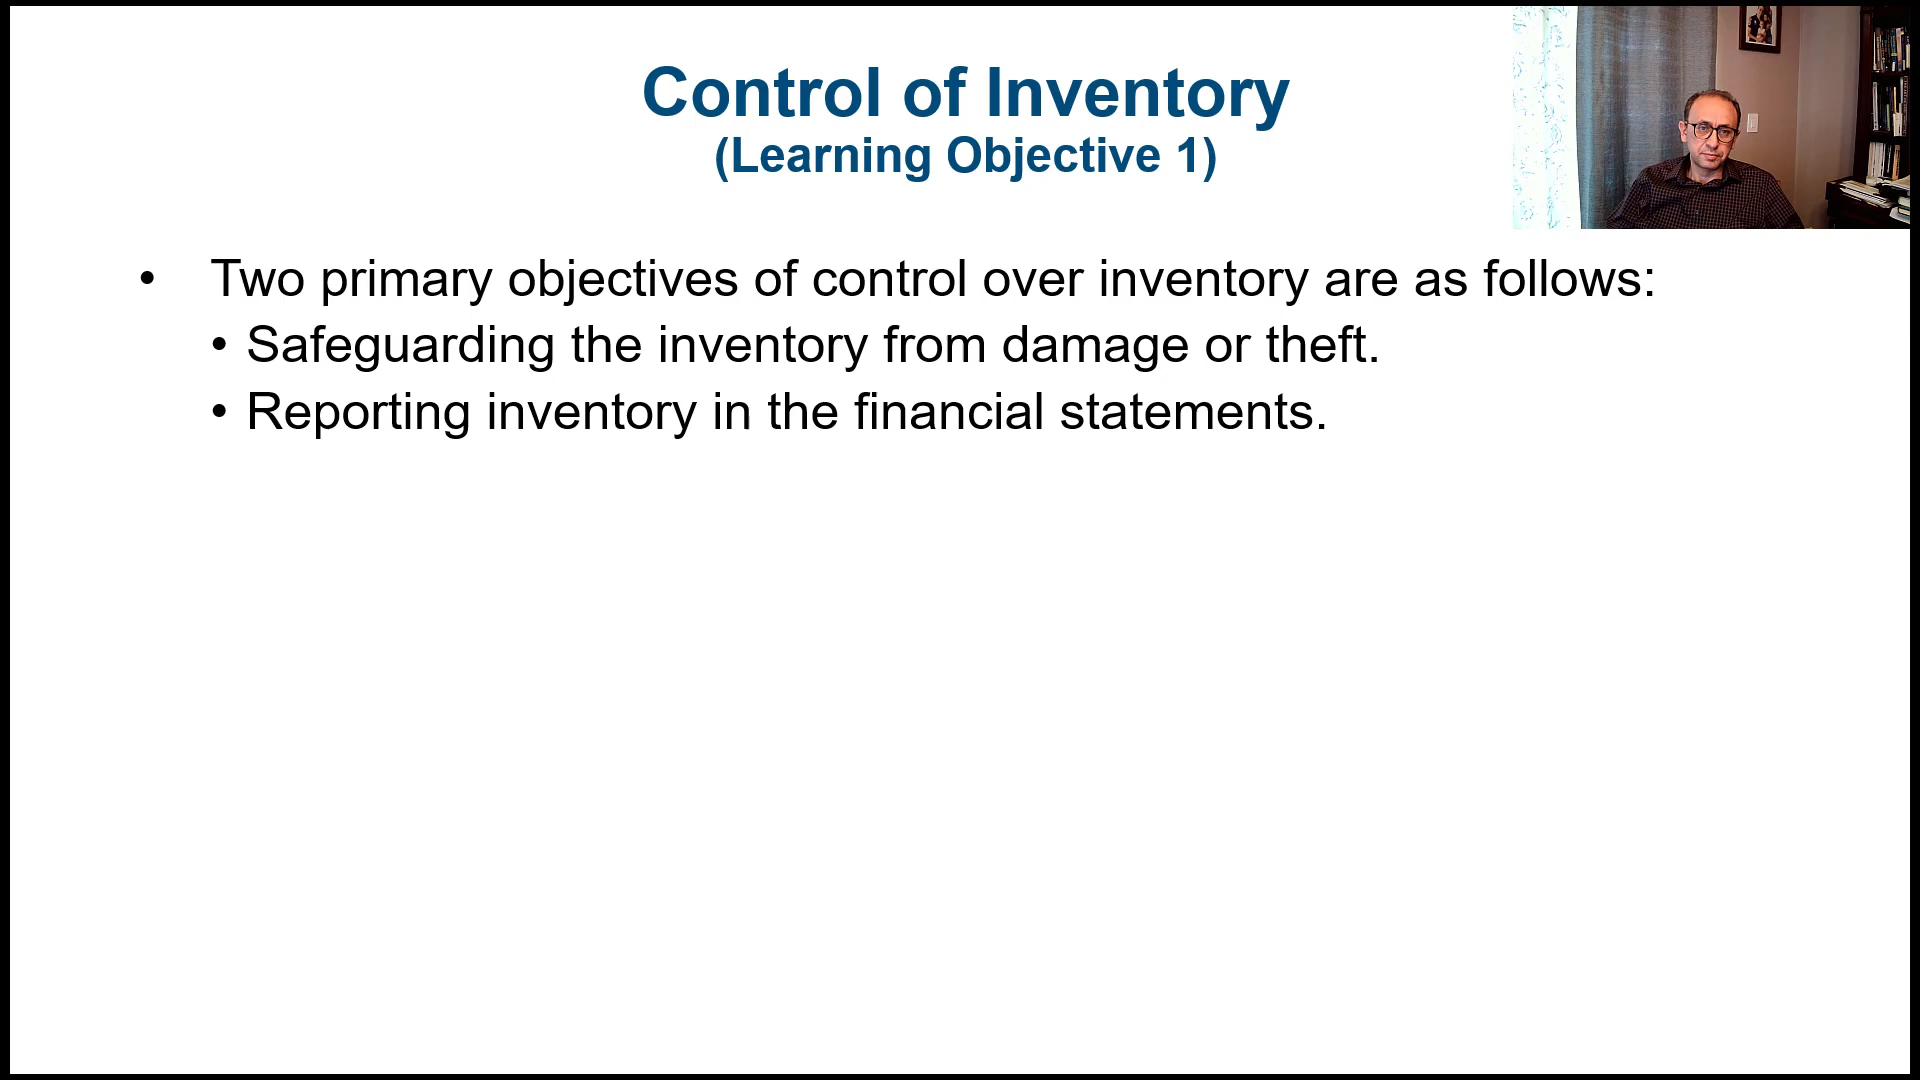 Control of Inventory
(Learning Objective 1)
• Two primary objectives of control over inventory are as follows:
• Safeguarding the inventory from damage or theft.
• Reporting inventory in the financial statements.